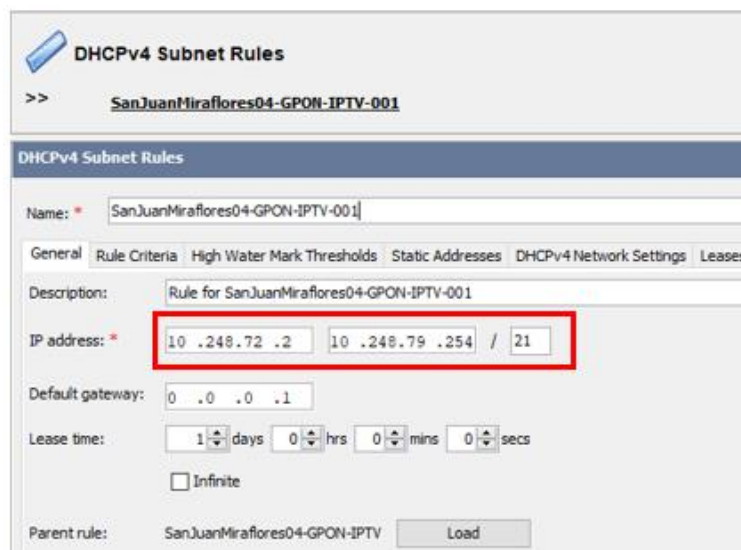 DHCPv4 Subnet Rules
>> SanJuanMiraflores04-GPON-IPTV-001
DHCPv4 Subnet Rules
Name: * SanJuanMiraflores04-GPON-IPTV-001
General Rule Criteria High Water Mark Thresholds Static Addresses DHCPv4 Network Settings Leases
Description: Rule for SanJuanMiraflores04-GPON-IPTV-001
IP address: * 10 .248.72 .2 10 .248.79 .254 / 21
Default gateway: 0 .0 .0 .1
Lease time: 1 days 0 hrs 0 mins 0 secs
Infinite
Parent rule: SanJuanMiraflores04-GPON-IPTV Load